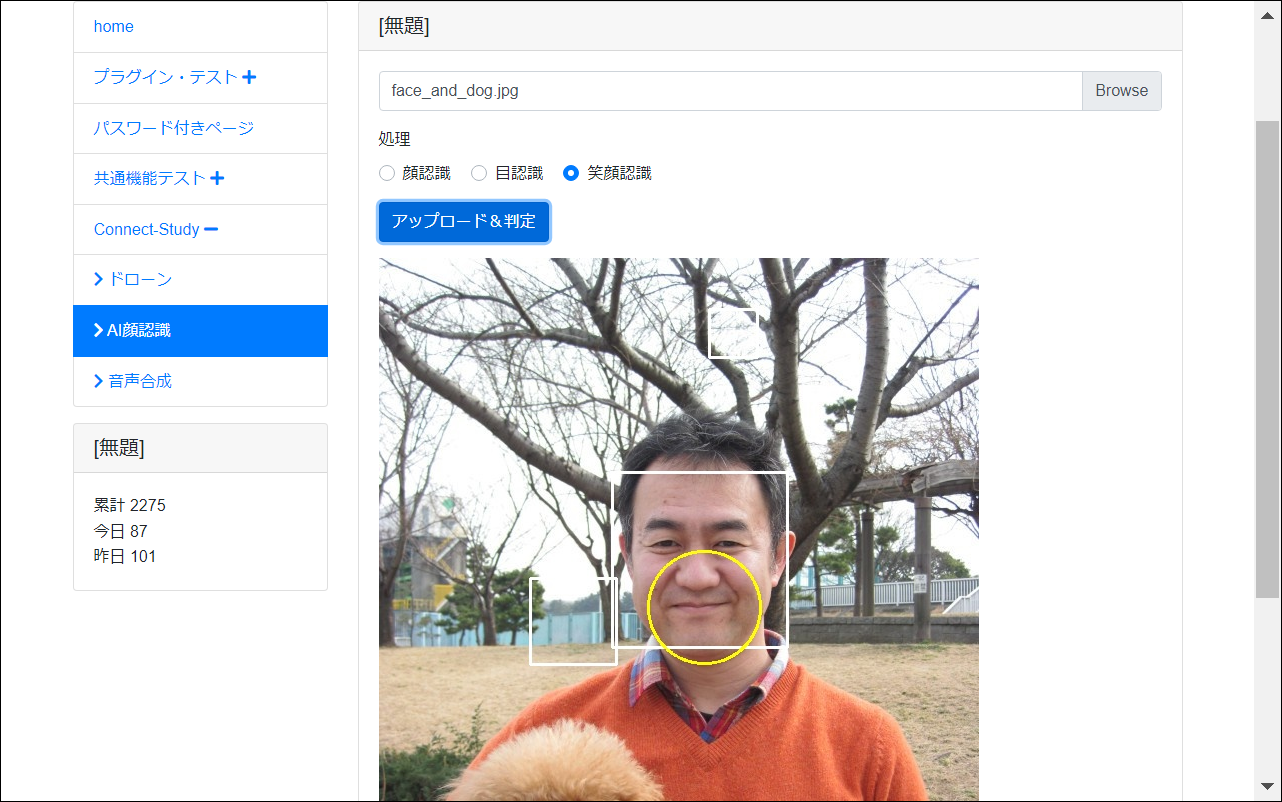 home
プラグイン・テスト
パスワード付きページ
共通機能テスト
Connect-Study
ドローン
AI顔認識
音声合成
[無題]
累計 2275
今日 87
昨日 101
[無題]
face_and_dog.jpg Browse
処理
顔認識 目認識 笑顔認識
アップロード＆判定